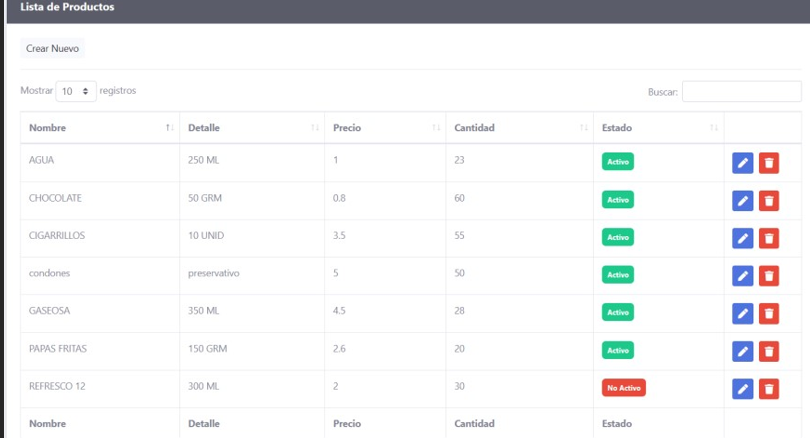 Lista de Productos
Crear Nuevo
Mostrar 10 registros Buscar:
Nombre Detalle Precio Cantidad Estado
AGUA 250 ML 1 23 Activo
CHOCOLATE 50 GRM 0.8 60 Activo
CIGARRILLOS 10 UNID 3.5 55 Activo
condones preservativo 5 50 Activo
GASEOSA 350 ML 4.5 28 Activo
PAPAS FRITAS 150 GRM 2.6 20 Activo
REFRESCO 12 300 ML 2 30 No Activo
Nombre Detalle Precio Cantidad Estado